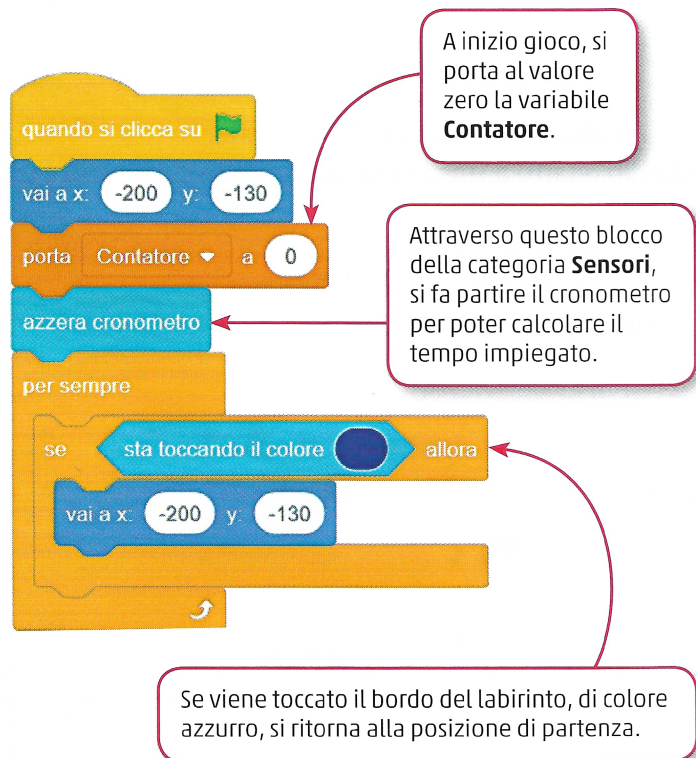 A inizio gioco, si
porta al valore
zero la variabile
Contatore.
quando si clicca su
vai a x: -200 y: -130
porta Contatore a 0
azzera cronometro
Attraverso questo blocco
della categoria Sensori,
si fa partire il cronometro
per poter calcolare il
tempo impiegato.
per sempre
se sta toccando il colore allora
vai a x: -200 y: -130
Se viene toccato il bordo del labirinto, di colore
azzurro, si ritorna alla posizione di partenza.